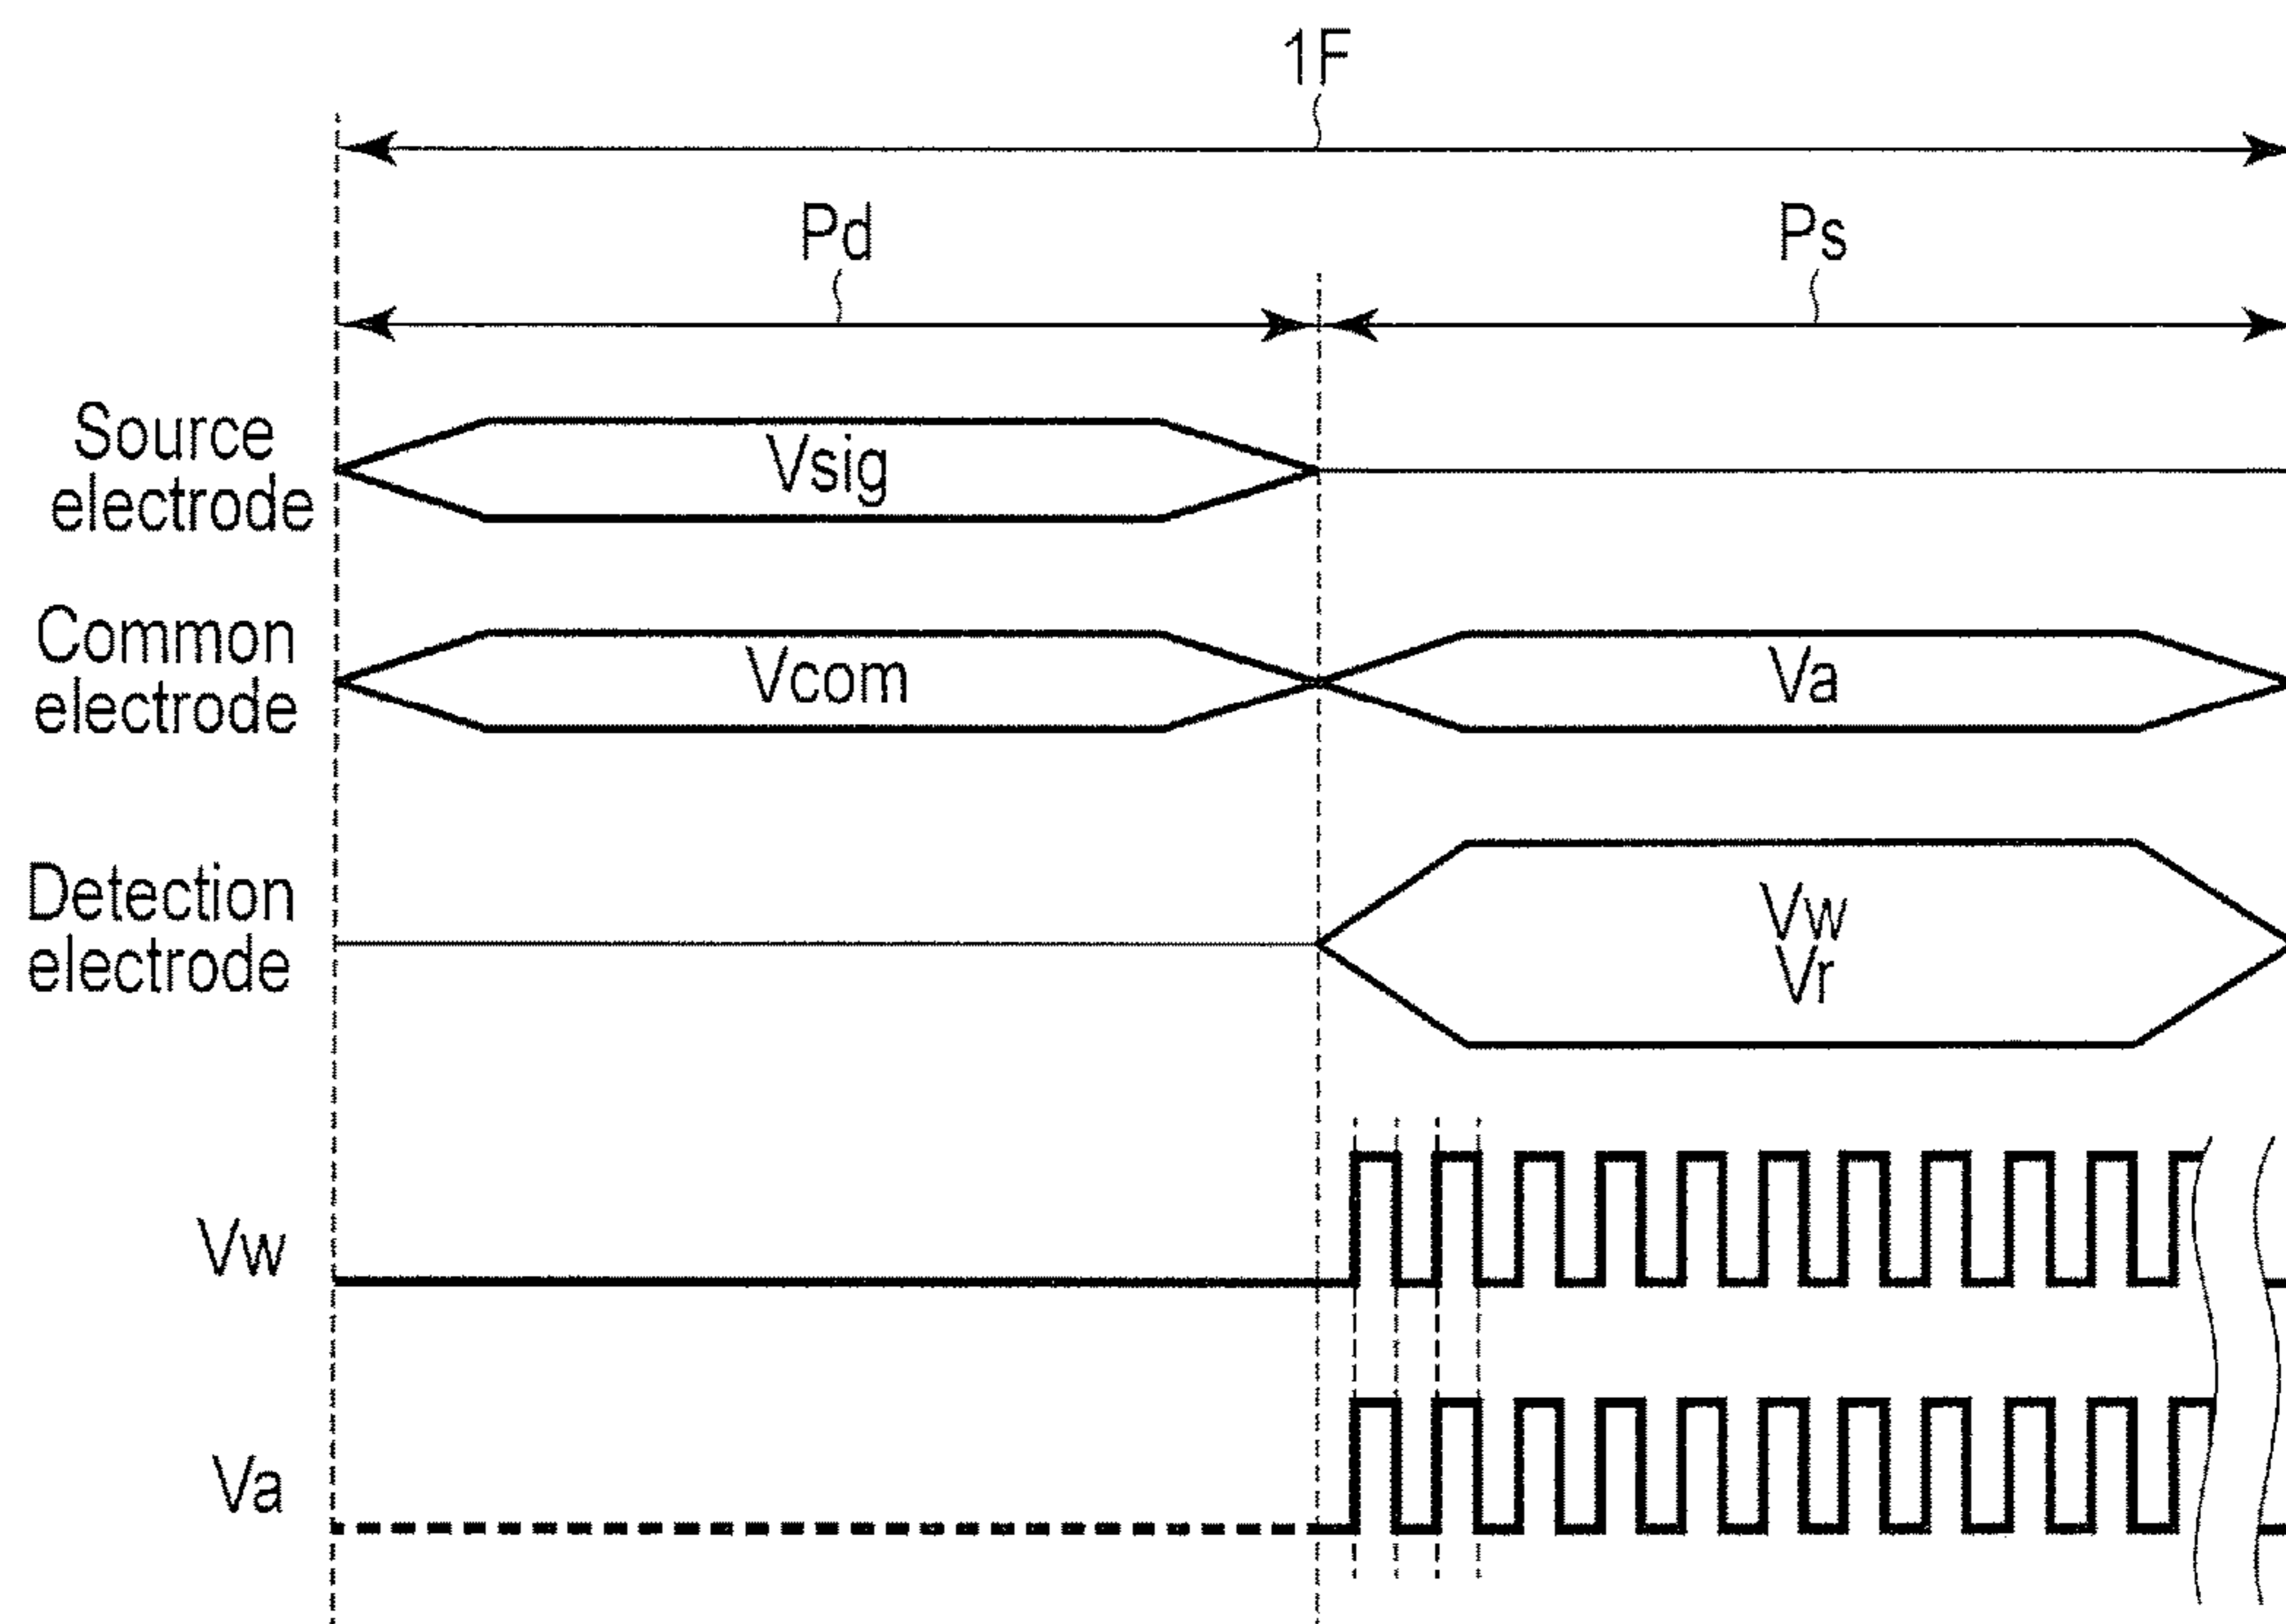 1F
Pd
Ps
Source
electrode
Vsig
Common
electrode
Vcom
Va
Detection
electrode
Vw
Vr
Vw
Va